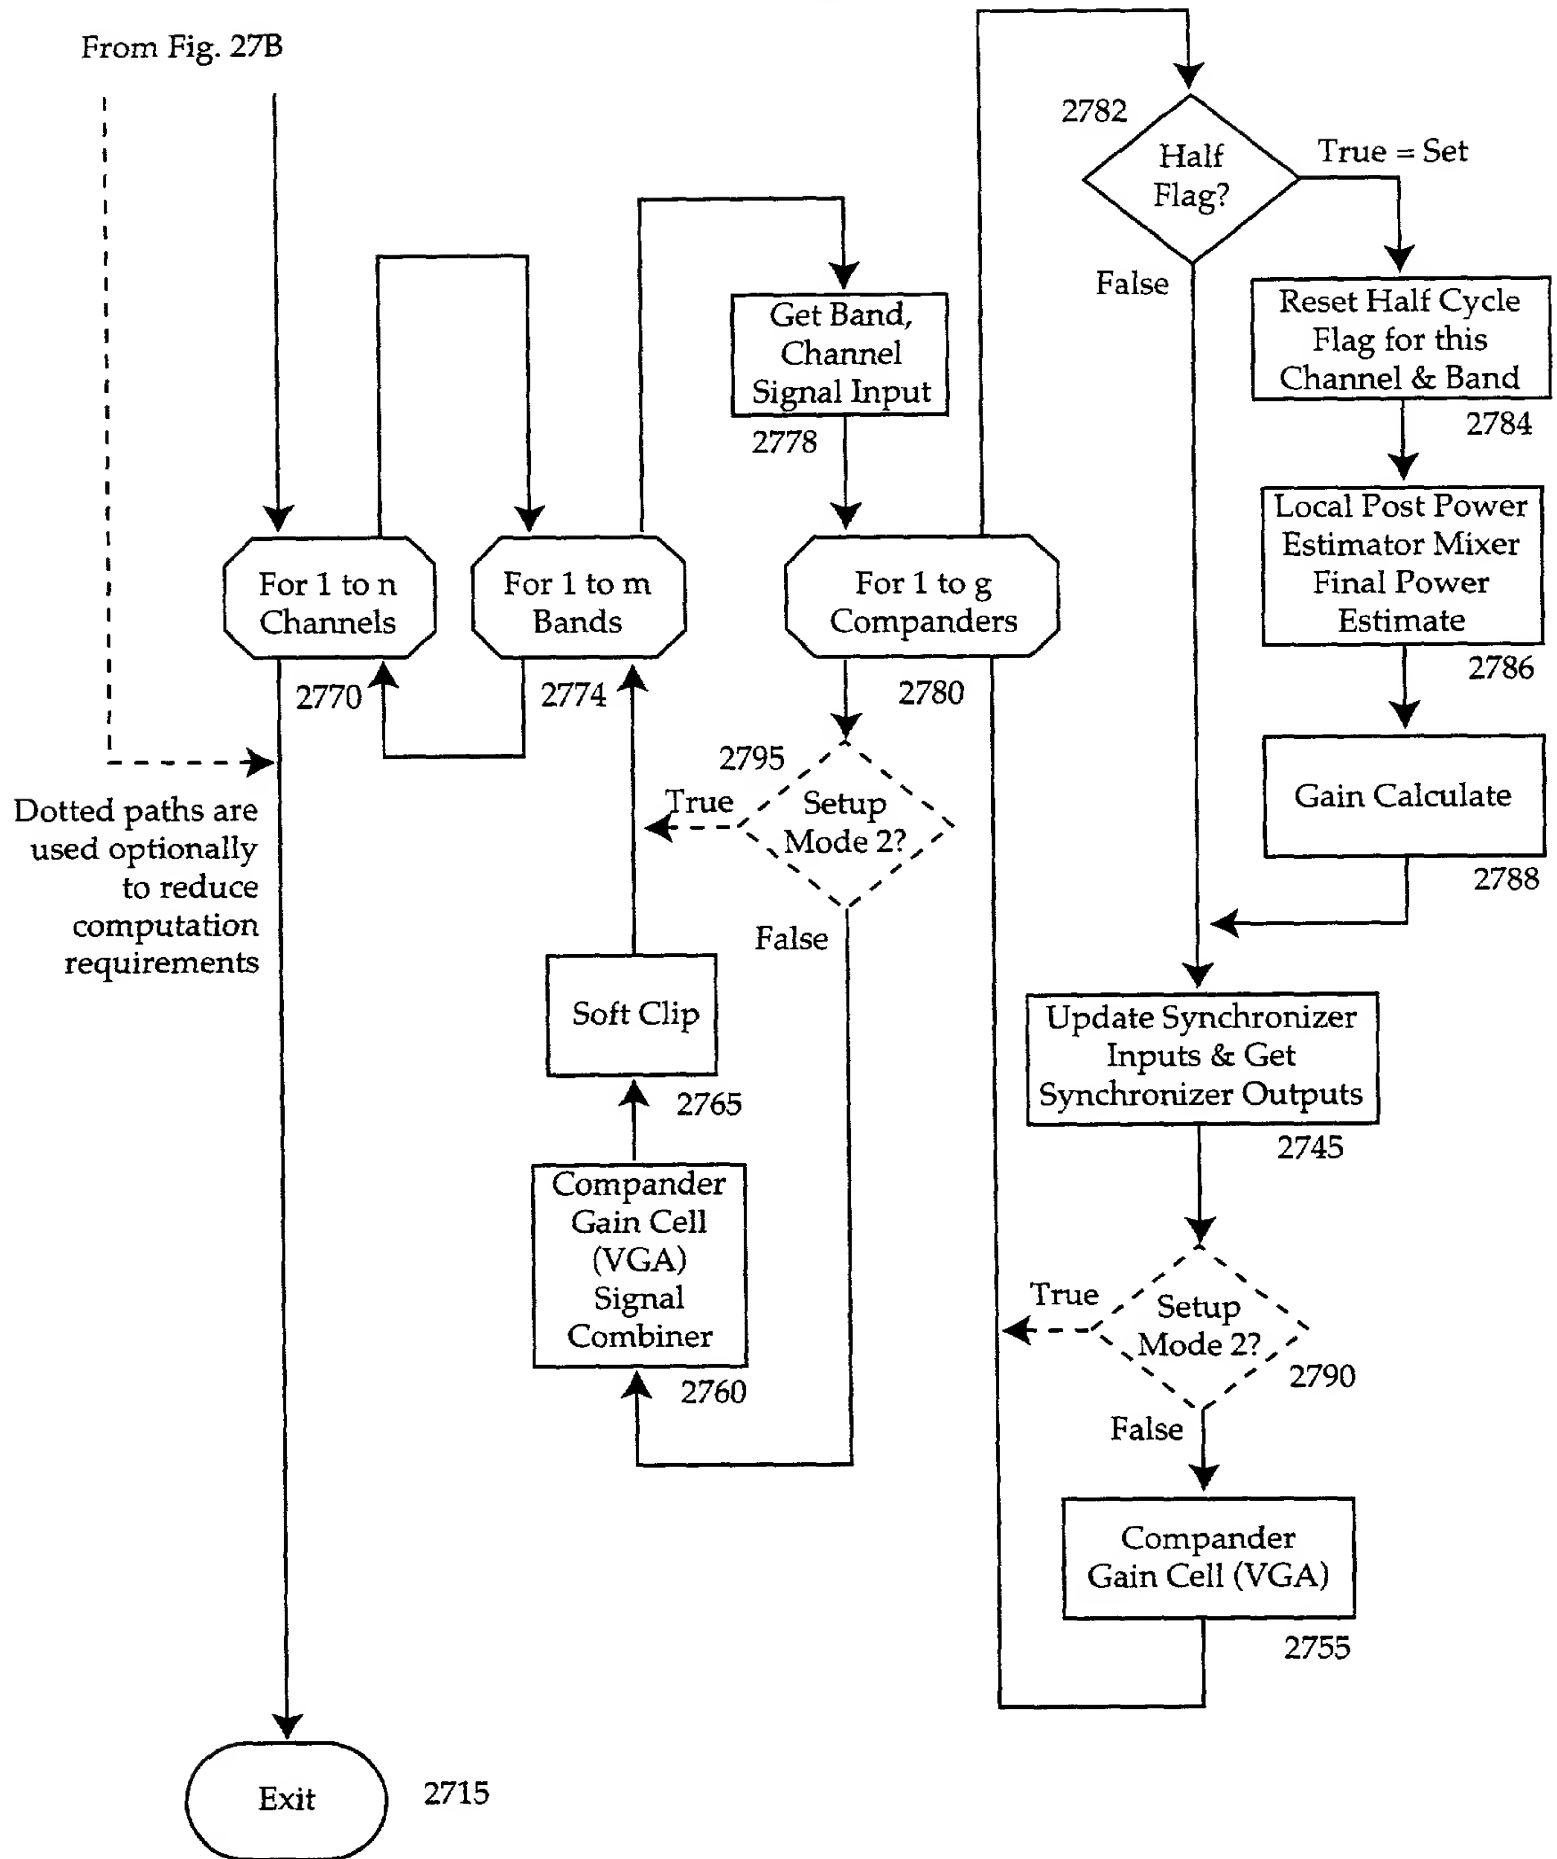 From Fig. 27B
2782
Half
Flag?
True = Set
False
Reset Half Cycle
Flag for this
Channel & Band
2784
Get Band,
Channel
Signal Input
2778
Local Post Power
Estimator Mixer
Final Power
Estimate
2786
For 1 to n
Channels
2770
For 1 to m
Bands
2774
For 1 to g
Companders
2780
2795
Setup
Mode 2?
True
False
Gain Calculate
2788
Dotted paths are
used optionally
to reduce
computation
requirements
Soft Clip
2765
Update Synchronizer
Inputs & Get
Synchronizer Outputs
2745
Compander
Gain Cell
(VGA)
Signal
Combiner
2760
True
Setup
Mode 2?
2790
False
Compander
Gain Cell (VGA)
2755
Exit
2715